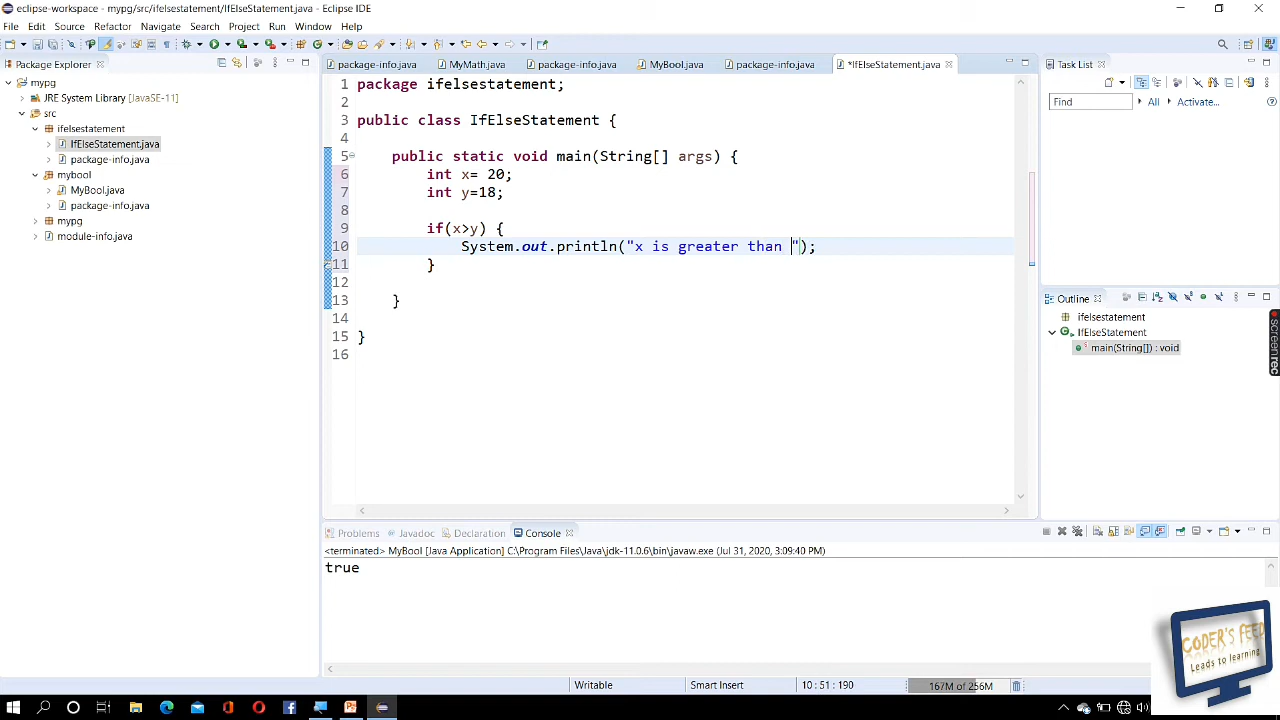 eclipse-workspace - mypg/src/ifelsestatement/IfElseStatement.java - Eclipse IDE
File Edit Source Refactor Navigate Search Project Run Window Help
Package Explorer
package-info.java MyMath.java package-info.java MyBool.java package-info.java *IfElseStatement.java
Task List
mypg
JRE System Library [JavaSE-11]
src
ifelsestatement
IfElseStatement.java
package-info.java
mybool
MyBool.java
package-info.java
mypg
module-info.java
1 package ifelsestatement;
2
3 public class IfElseStatement {
4
5 public static void main(String[] args) {
6 int x= 20;
7 int y=18;
8
9 if(x>y) {
10 System.out.println("x is greater than ");
11 }
12
13 }
14
15 }
16
Find All Activate...
Outline
ifelsestatement
IfElseStatement
main(String[]) : void
screenrec
Problems Javadoc Declaration Console
<terminated> MyBool [Java Application] C:\Program Files\Java\jdk-11.0.6\bin\javaw.exe (Jul 31, 2020, 3:09:40 PM)
true
CODER'S FEED
Leads to learning
Writable Smart Insert 10 : 51 : 190 167M of 256M